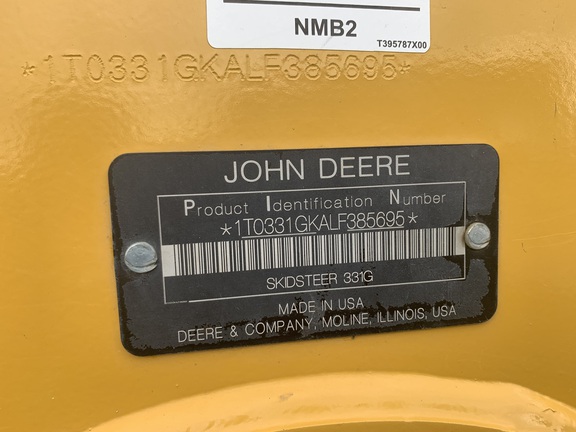 NMB2
T395787X00
*1T0331GKALF385695*
JOHN DEERE
Product Identification Number
*1T0331GKALF385695*
SKIDSTEER 331G
MADE IN USA
DEERE & COMPANY, MOLINE, ILLINOIS, USA